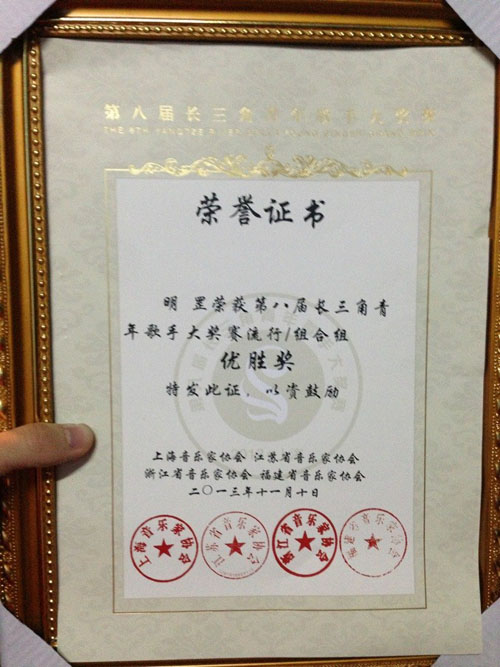 第八届长三角青年歌手大奖赛
荣誉证书
明 罡荣获第八届长三角青
年歌手大奖赛流行/组合组
优胜奖
特发此证，以资鼓励
上海音乐家协会 江苏省音乐家协会
浙江省音乐家协会 福建省音乐家协会
二〇一三年十一月十日
上海音乐家协会
江苏省音乐家协会
浙江省音乐家协会
福建省音乐家协会